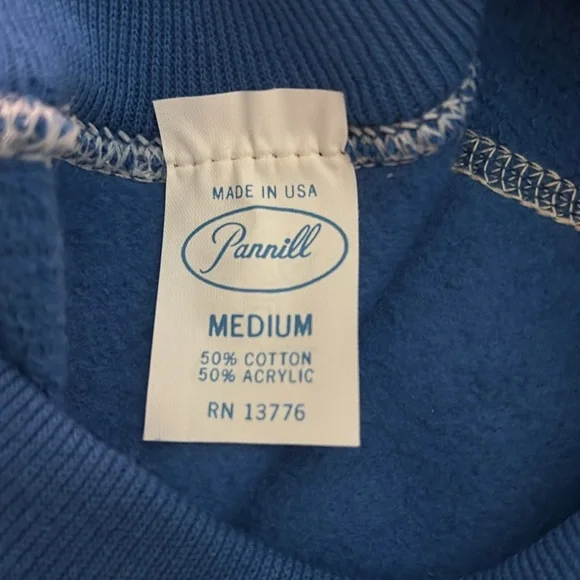 MADE IN USA
Pannill
MEDIUM
50% COTTON
50% ACRYLIC
RN 13776